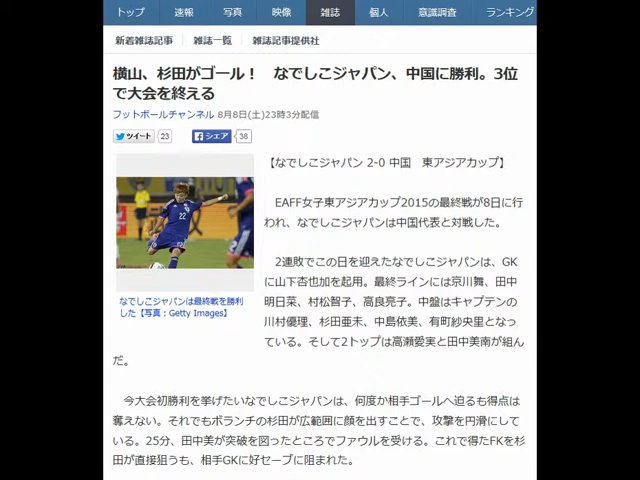 トップ 速報 写真 映像 雑誌 個人 意識調査 ランキング
新着雑誌記事 雑誌一覧 雑誌記事提供社
横山、杉田がゴール！ なでしこジャパン、中国に勝利。3位
で大会を終える
フットボールチャンネル 8月8日(土)23時3分配信
ツイート 23 シェア 38
【なでしこジャパン 2-0 中国 東アジアカップ】
EAFF女子東アジアカップ2015の最終戦が8日に行
われ、なでしこジャパンは中国代表と対戦した。
2連敗でこの日を迎えたなでしこジャパンは、GK
に山下杏也加を起用。最終ラインには京川舞、田中
明日菜、村松智子、高良亮子。中盤はキャプテンの
川村優理、杉田亜未、中島依美、有町紗央里となっ
ている。そして2トップは高瀬愛実と田中美南が組ん
だ。
22
なでしこジャパンは最終戦を勝利
した【写真：Getty Images】
今大会初勝利を挙げたいなでしこジャパンは、何度か相手ゴールへ迫るも得点は
奪えない。それでもボランチの杉田が広範囲に顔を出すことで、攻撃を円滑にして
いる。25分、田中美が突破を図ったところでファウルを受ける。これで得たFKを杉
田が直接狙うも、相手GKに好セーブに阻まれた。